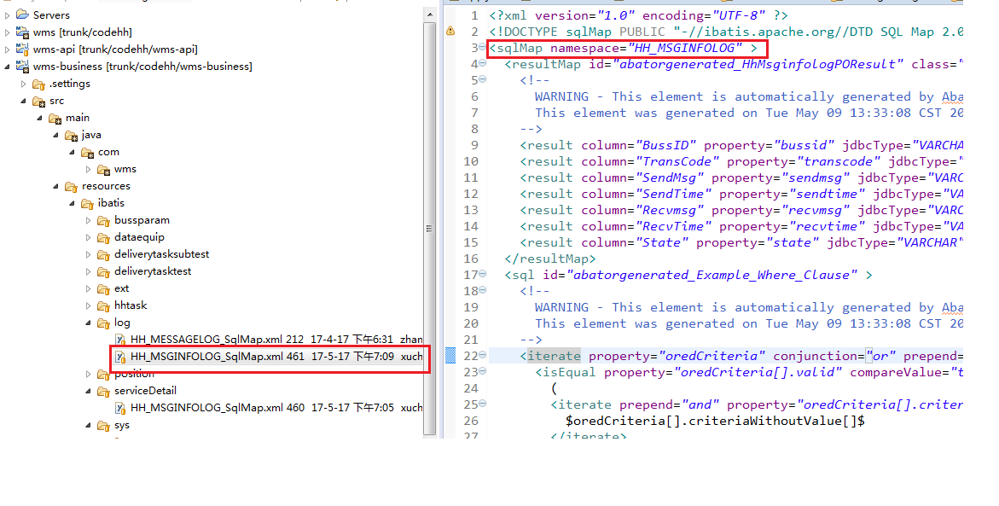 Servers
wms [trunk/codehh]
wms-api [trunk/codehh/wms-api]
wms-business [trunk/codehh/wms-business]
.settings
src
main
java
com
wms
resources
ibatis
bussparam
dataequip
deliverytasksubtest
deliverytasktest
ext
hhtask
log
HH_MESSAGELOG_SqlMap.xml 212 17-4-17 下午6:31 zhan
HH_MSGINFOLOG_SqlMap.xml 461 17-5-17 下午7:09 xuch
position
serviceDetail
HH_MSGINFOLOG_SqlMap.xml 460 17-5-17 下午7:05 xuch
sys
1 <?xml version="1.0" encoding="UTF-8" ?>
2 <!DOCTYPE sqlMap PUBLIC "-//ibatis.apache.org//DTD SQL Map 2.0
3 <sqlMap namespace="HH_MSGINFOLOG" >
4 <resultMap id="abatorgenerated_HhMsginfologPOResult" class="
5 <!--
6 WARNING - This element is automatically generated by Aba
7 This element was generated on Tue May 09 13:33:08 CST 20
8 -->
9 <result column="BussID" property="bussid" jdbcType="VARCHA
10 <result column="TransCode" property="transcode" jdbcType="
11 <result column="SendMsg" property="sendmsg" jdbcType="VARC
12 <result column="SendTime" property="sendtime" jdbcType="VA
13 <result column="Recvmsg" property="recvmsg" jdbcType="VARC
14 <result column="RecvTime" property="recvtime" jdbcType="VA
15 <result column="State" property="state" jdbcType="VARCHAR"
16 </resultMap>
17 <sql id="abatorgenerated_Example_Where_Clause" >
18 <!--
19 WARNING - This element is automatically generated by Aba
20 This element was generated on Tue May 09 13:33:08 CST 20
21 -->
22 <iterate property="oredCriteria" conjunction="or" prepend=
23 <isEqual property="oredCriteria[].valid" compareValue="t
24 (
25 <iterate prepend="and" property="oredCriteria[].criter
26 $oredCriteria[].criteriaWithoutValue[]$
27 </iterate>